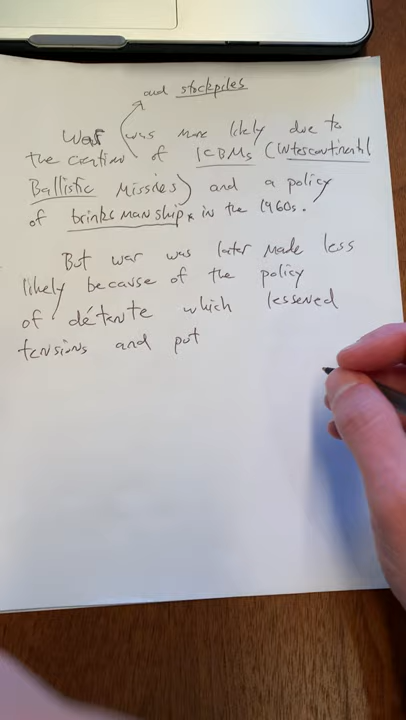 and stockpiles
War was more likely due to
the creation of ICBMs (Intercontinental
Ballistic Missiles) and a policy
of brinksmanship in the 1960s.
But war was later made less
likely because of the policy
of détente which lessened
tensions and put